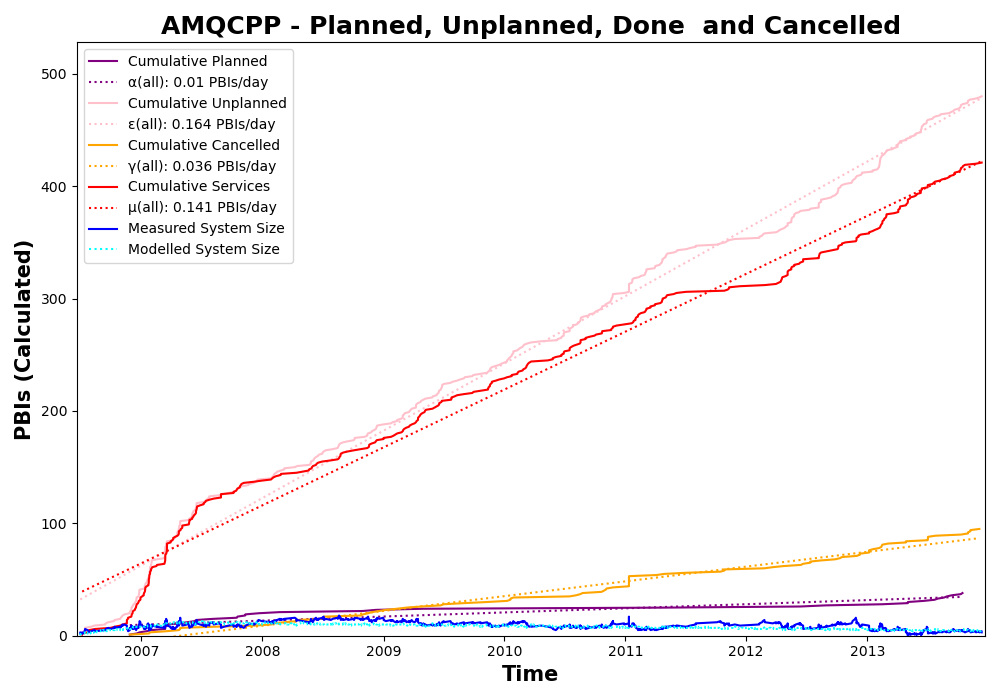 AMQCPP - Planned, Unplanned, Done  and Cancelled
PBIs (Calculated)
500
400
300
200
100
0
Cumulative Planned
α(all): 0.01 PBIs/day
Cumulative Unplanned
ε(all): 0.164 PBIs/day
Cumulative Cancelled
γ(all): 0.036 PBIs/day
Cumulative Services
μ(all): 0.141 PBIs/day
Measured System Size
Modelled System Size
2007 2008 2009 2010 2011 2012 2013
Time